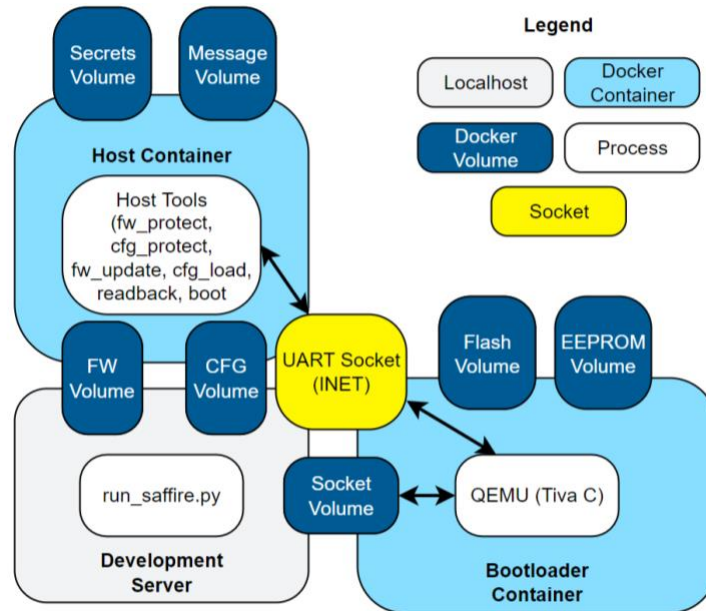 Secrets
Volume
Message
Volume
Legend
Localhost
Docker
Container
Docker
Volume
Process
Socket
Host Container
Host Tools
(fw_protect,
cfg_protect,
fw_update, cfg_load,
readback, boot
FW
Volume
CFG
Volume
UART Socket
(INET)
Flash
Volume
EEPROM
Volume
run_saffire.py
Socket
Volume
QEMU (Tiva C)
Development
Server
Bootloader
Container